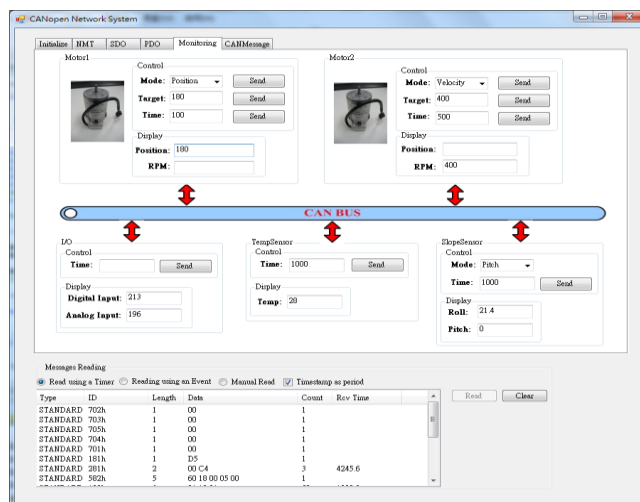 CANopen Network System
Initialize NMT SDO PDO Monitoring CANMessage
Motor1
Control
Mode: Position Send
Target: 180 Send
Time: 100 Send
Display
Position: 180
RPM:
Motor2
Control
Mode: Velocity Send
Target: 400 Send
Time: 500 Send
Display
Position:
RPM: 400
CAN BUS
I/O
Control
Time: Send
Display
Digital Input: 213
Analog Input: 196
TempSensor
Control
Time: 1000 Send
Display
Temp: 28
SlopeSensor
Control
Mode: Pitch
Time: 1000 Send
Display
Roll: 21.4
Pitch: 0
Messages Reading
Read using a Timer Reading using an Event Manual Read Timestamp as period
Read Clear
Type ID Length Data Count Rcv Time
STANDARD 702h 1 00 1
STANDARD 703h 1 00 1
STANDARD 705h 1 00 1
STANDARD 704h 1 00 1
STANDARD 701h 1 00 1
STANDARD 181h 1 D5 1
STANDARD 281h 2 00 C4 3 4245.6
STANDARD 582h 5 60 18 00 05 00 1